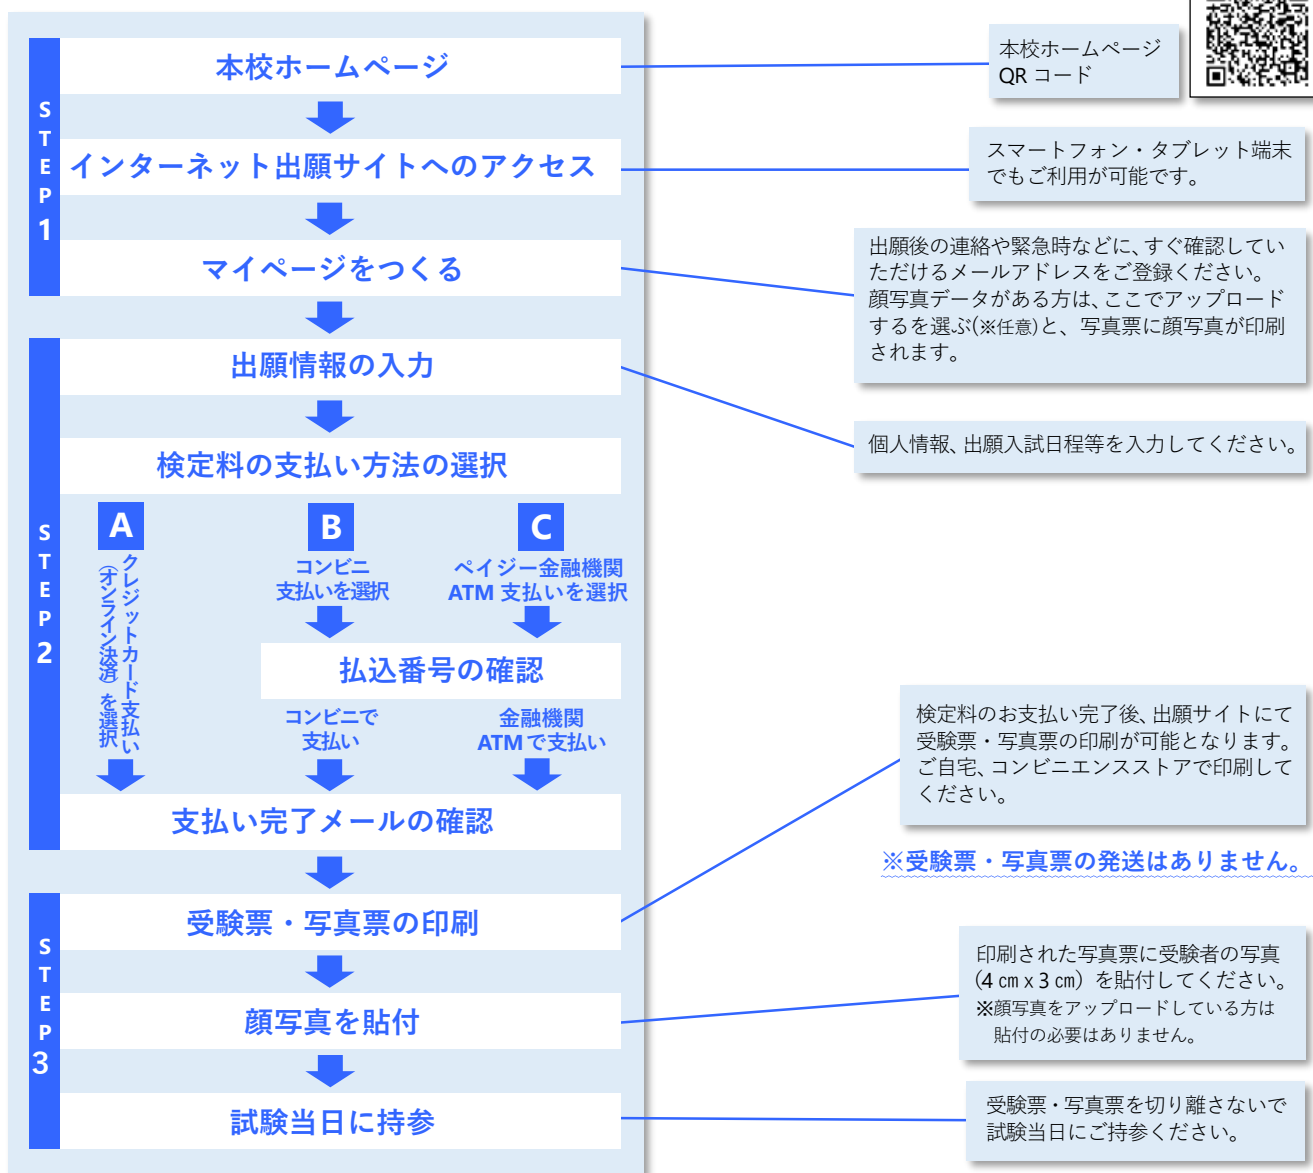 STEP1
本校ホームページ
インターネット出願サイトへのアクセス
マイページをつくる
本校ホームページ
QR コード
スマートフォン・タブレット端末
でもご利用が可能です。
出願後の連絡や緊急時などに、すぐ確認してい
ただけるメールアドレスをご登録ください。
顔写真データがある方は、ここでアップロード
するを選ぶ(※任意)と、写真票に顔写真が印刷
されます。
STEP2
出願情報の入力
個人情報、出願入試日程等を入力してください。
検定料の支払い方法の選択
A
クレジットカード支払い
（オンライン決済）を選択
B
コンビニ
支払いを選択
C
ペイジー金融機関
ATM 支払いを選択
払込番号の確認
コンビニで
支払い
金融機関
ATM で支払い
支払い完了メールの確認
STEP3
受験票・写真票の印刷
検定料のお支払い完了後、出願サイトにて
受験票・写真票の印刷が可能となります。
ご自宅、コンビニエンスストアで印刷して
ください。
※受験票・写真票の発送はありません。
顔写真を貼付
印刷された写真票に受験者の写真
（4 ㎝ x 3 ㎝）を貼付してください。
※顔写真をアップロードしている方は
貼付の必要はありません。
試験当日に持参
受験票・写真票を切り離さないで
試験当日にご持参ください。